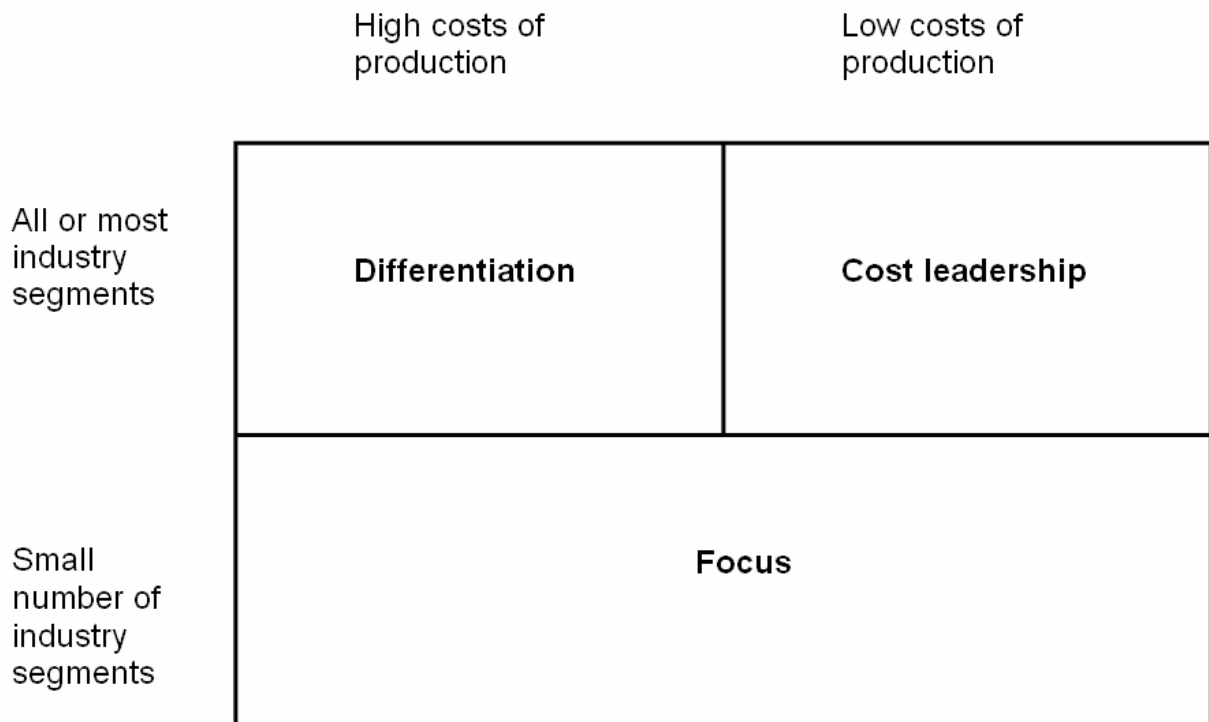 High costs of
production
Low costs of
production
All or most
industry
segments
Differentiation
Cost leadership
Small
number of
industry
segments
Focus